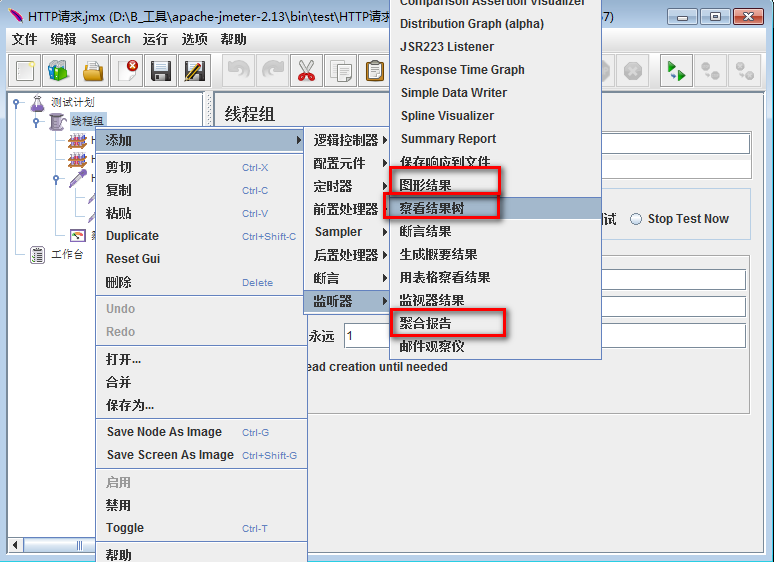 HTTP请求.jmx (D:\B_工具\apache-jmeter-2.13\bin\test\HTTP请求
文件 编辑 Search 运行 选项 帮助
测试计划
线程组
工作台
线程组
Stop Test Now
永远 1
ead creation until needed
添加
剪切 Ctrl-X
复制 Ctrl-C
粘贴 Ctrl-V
Duplicate Ctrl+Shift-C
Reset Gui
删除 Delete
Undo
Redo
打开...
合并
保存为...
Save Node As Image Ctrl-G
Save Screen As Image Ctrl+Shift-G
启用
禁用
Toggle Ctrl-T
帮助
逻辑控制器
配置元件
定时器
前置处理器
Sampler
后置处理器
断言
监听器
Comparison Assertion Visualizer
Distribution Graph (alpha)
JSR223 Listener
Response Time Graph
Simple Data Writer
Spline Visualizer
Summary Report
保存响应到文件
图形结果
察看结果树
断言结果
生成概要结果
用表格察看结果
监视器结果
聚合报告
邮件观察仪